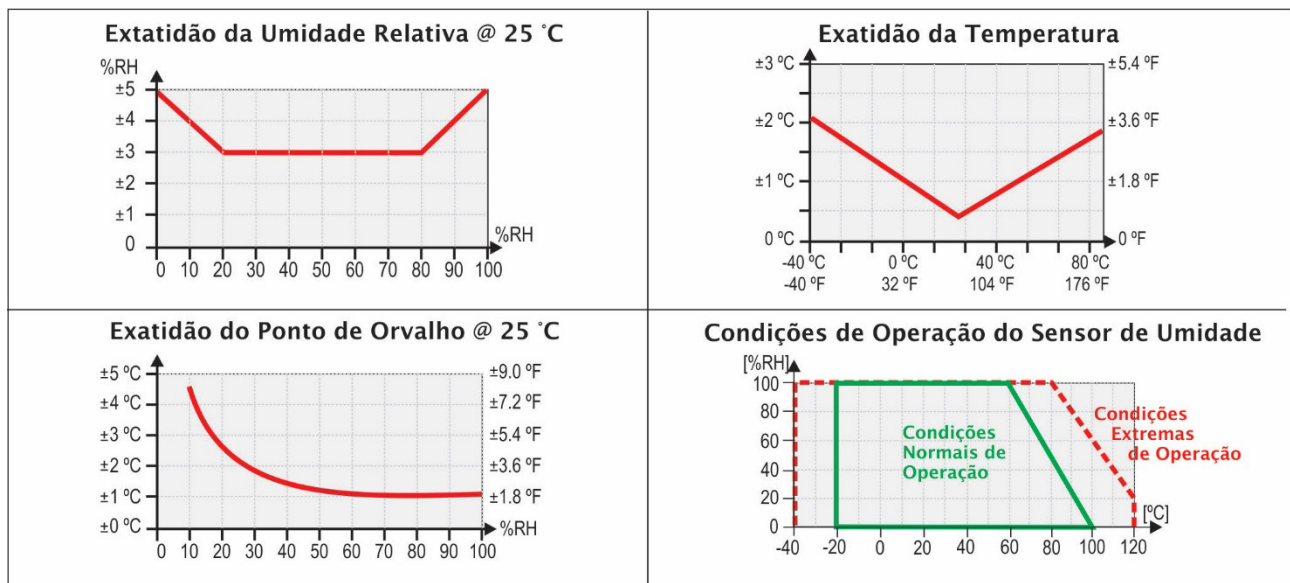 Extatidão da Umidade Relativa @ 25 °C
%RH
±5
±4
±3
±2
±1
0
%RH
0 10 20 30 40 50 60 70 80 90 100
Exatidão da Temperatura
±3 ºC
±2 ºC
±1 ºC
0 ºC
±5.4 ºF
±3.6 ºF
±1.8 ºF
0 ºF
-40 ºC 0 ºC 40 ºC 80 ºC
-40 ºF 32 ºF 104 ºF 176 ºF
Exatidão do Ponto de Orvalho @ 25 °C
±5 ºC
±4 ºC
±3 ºC
±2 ºC
±1 ºC
±0 ºC
±9.0 ºF
±7.2 ºF
±5.4 ºF
±3.6 ºF
±1.8 ºF
%RH
0 10 20 30 40 50 60 70 80 90 100
Condições de Operação do Sensor de Umidade
[%RH]
100
80
60
40
20
0
Condições
Normais de
Operação
Condições
Extremas
de Operação
[ºC]
-40 -20 0 20 40 60 80 100 120